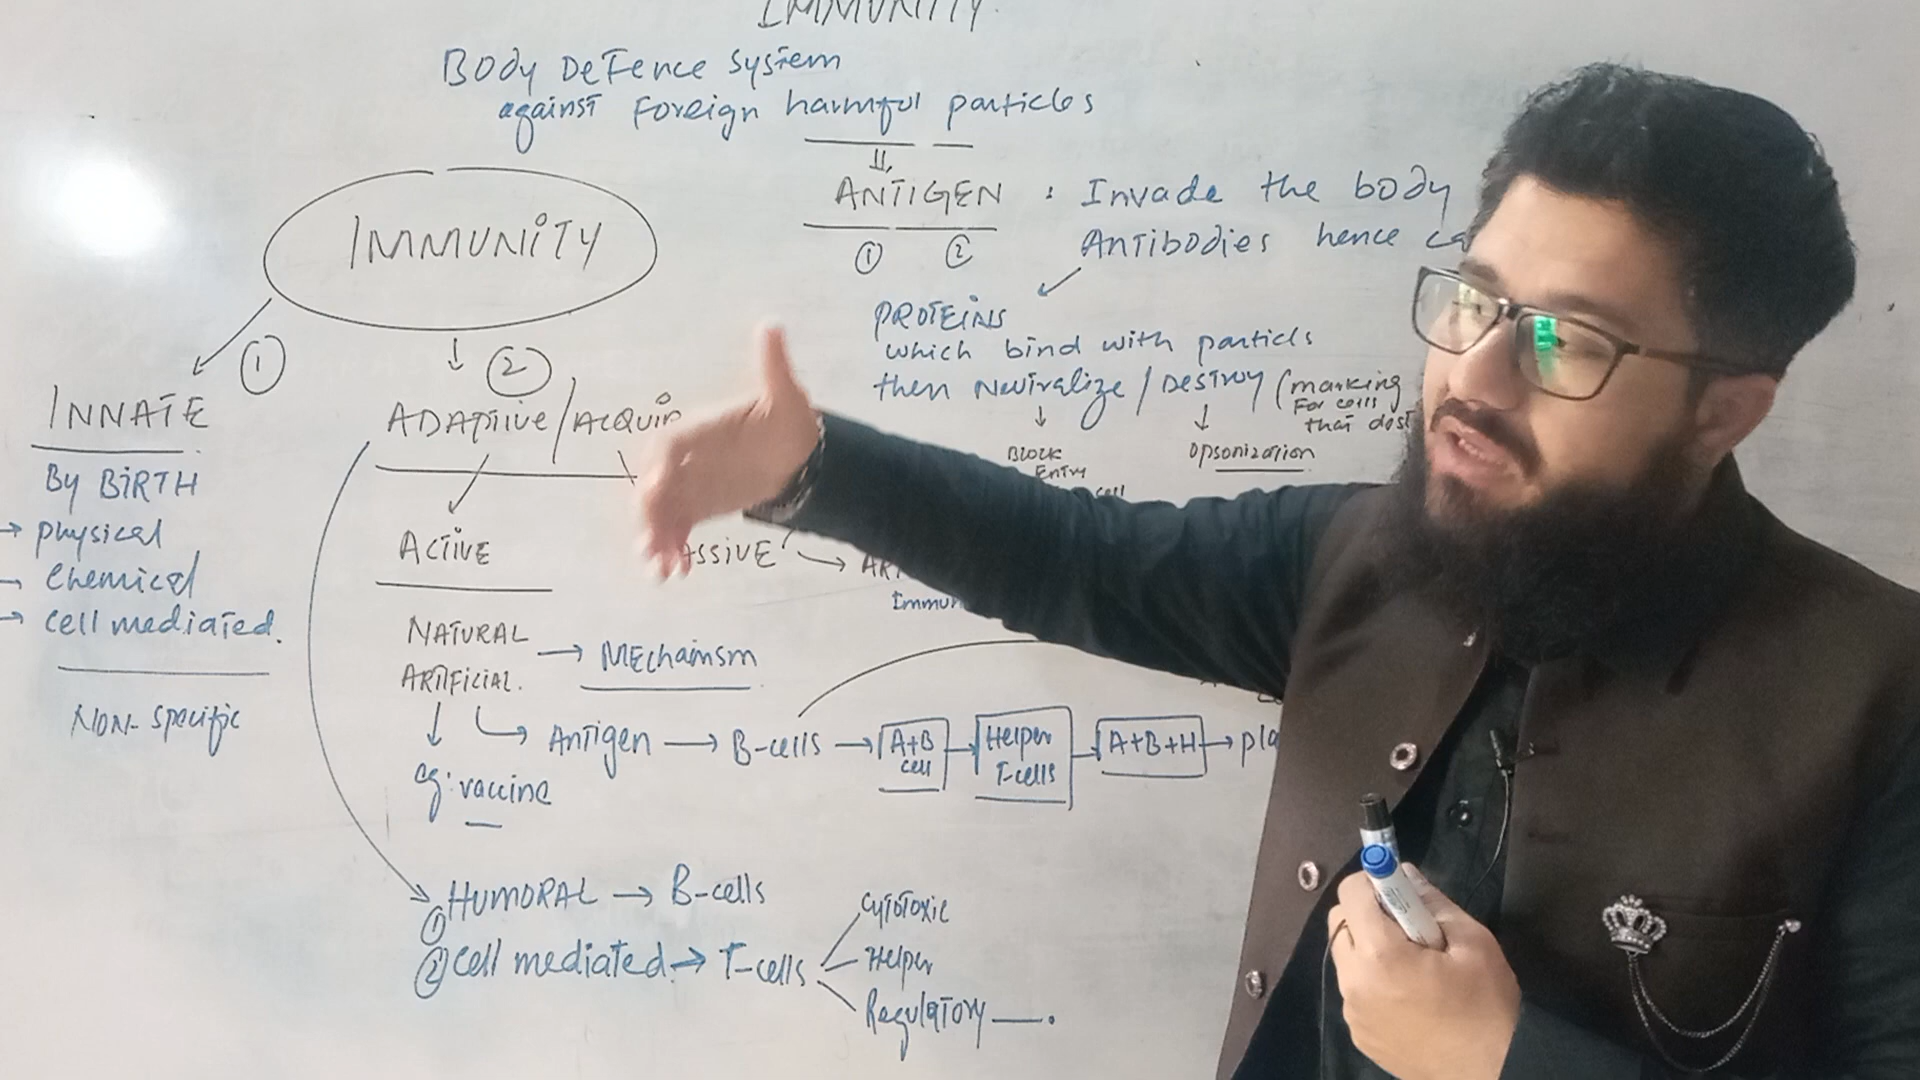 IMMUNITY
Body Defence System
against Foreign harmful particles
ANTIGEN : Invade the body
① ②
Antibodies hence
PROTEINS
which bind with particls
then Neutralize / Destroy (marking
For cells
that dest
Block
Entry
cell
Opsonization
IMMUNITY
① ②
INNATE
By BIRTH
→ physical
→ chemical
→ cell mediated.
Non-specific
ADAPTIVE / ACQUIR
ACTIVE
ASSIVE → AR
Immun
NATURAL
ARTIFICIAL. → MEchanism
eg: vaccine
Antigen → B-cells → A+B cell → Helper T-cells → A+B+H → pla
① HUMORAL → B-cells
② cell mediated → T-cells
cytotoxic
Helper
Regulatory